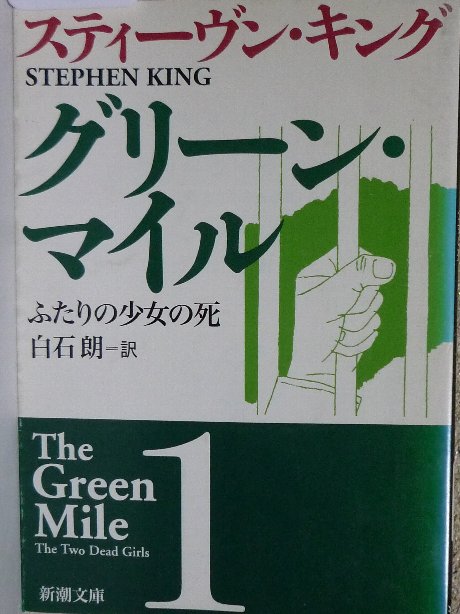 スティーヴン・キング
STEPHEN KING
グリーン・
マイル
ふたりの少女の死
白石 朗=訳
The
Green
Mile
The Two Dead Girls
1
新潮文庫